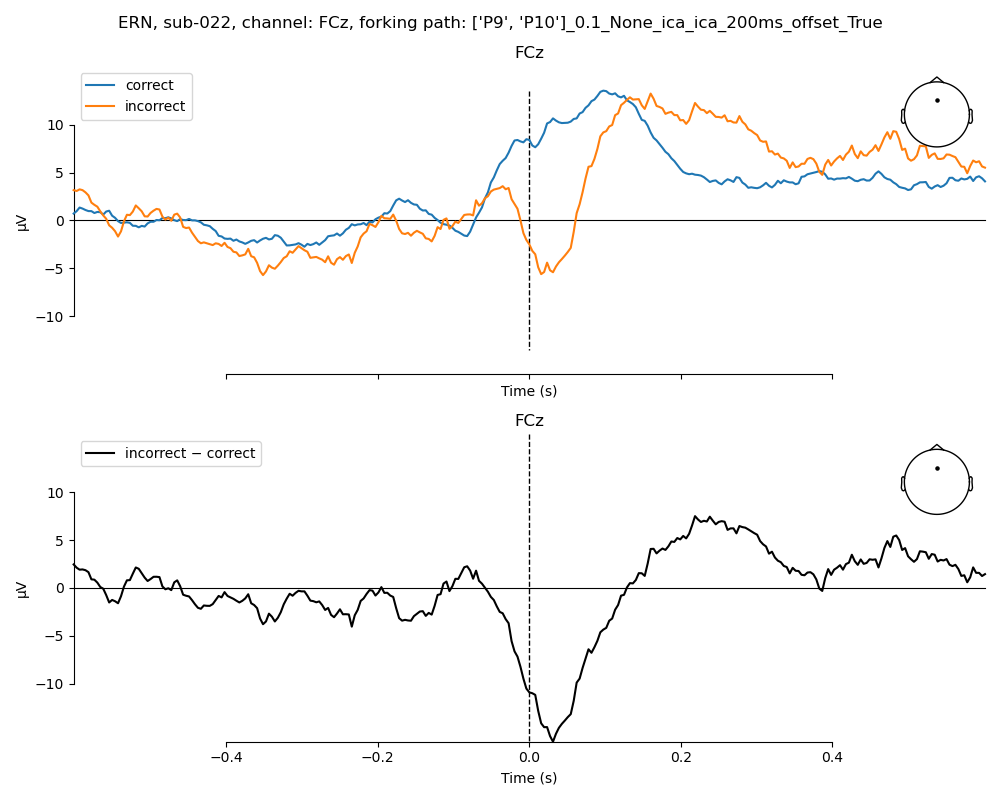 ERN, sub-022, channel: FCz, forking path: ['P9', 'P10']_0.1_None_ica_ica_200ms_offset_True
FCz
correct
incorrect
10
5
0
−5
−10
µV
Time (s)
FCz
incorrect − correct
10
5
0
−5
−10
µV
−0.4
−0.2
0.0
0.2
0.4
Time (s)